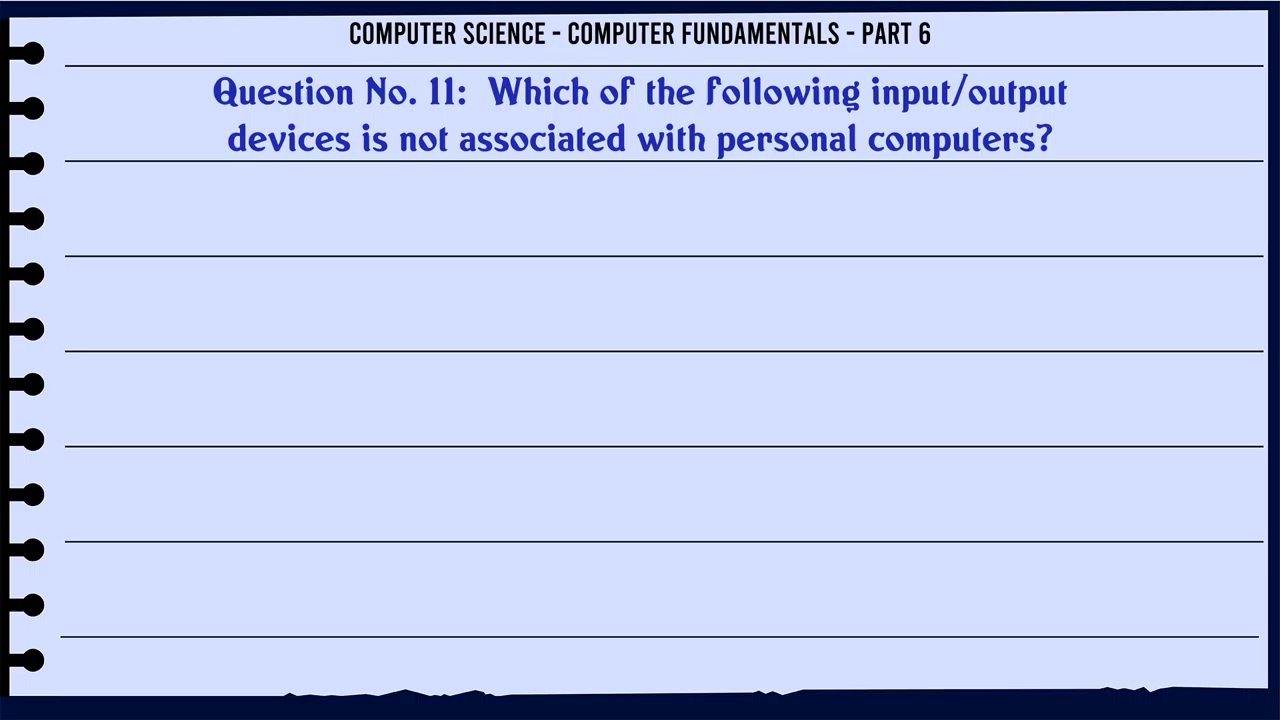 COMPUTER SCIENCE - COMPUTER FUNDAMENTALS - PART 6
Question No. 11: Which of the following input/output
devices is not associated with personal computers?